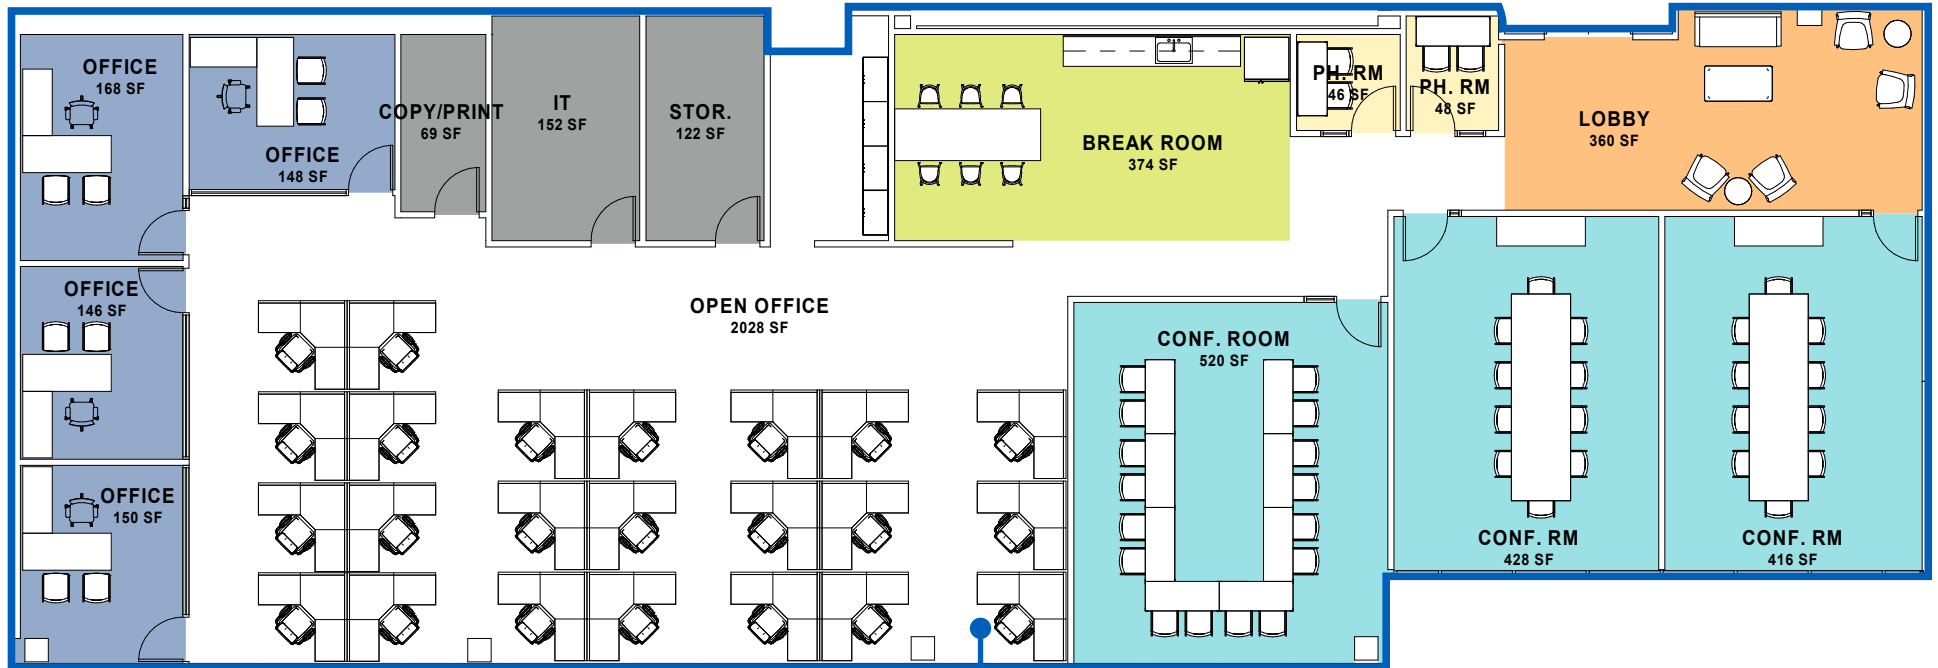 OFFICE
168 SF
OFFICE
148 SF
COPY/PRINT
69 SF
IT
152 SF
STOR.
122 SF
BREAK ROOM
374 SF
PH. RM
46 SF
PH. RM
48 SF
LOBBY
360 SF
OFFICE
146 SF
OPEN OFFICE
2028 SF
CONF. ROOM
520 SF
OFFICE
150 SF
CONF. RM
428 SF
CONF. RM
416 SF